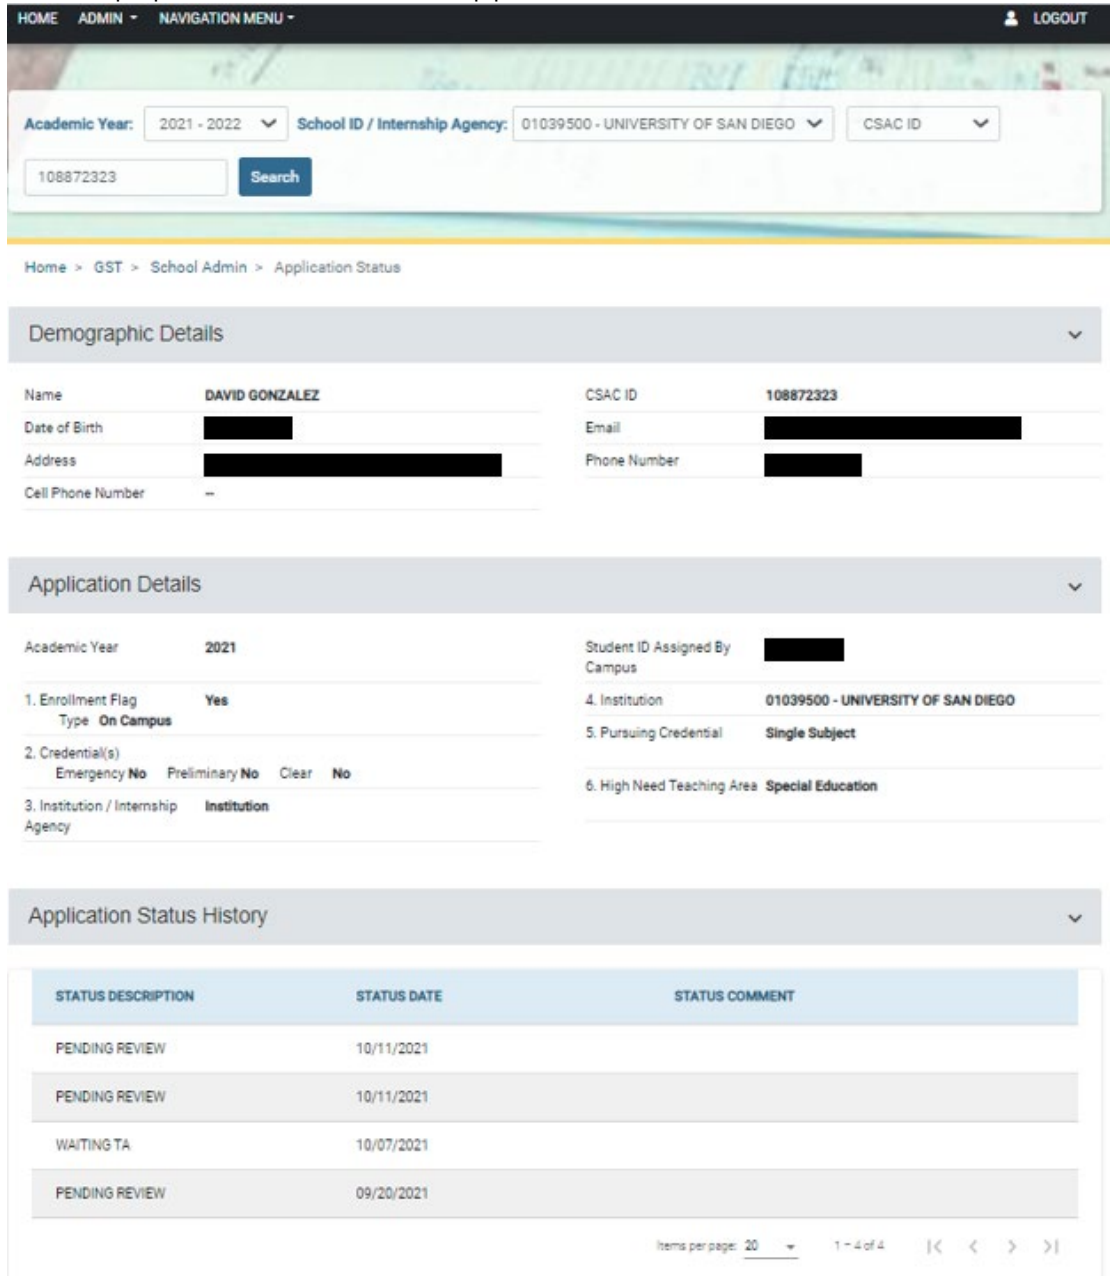 HOME ADMIN NAVIGATION MENU LOGOUT
Academic Year: 2021 - 2022 School ID / Internship Agency: 01039500 - UNIVERSITY OF SAN DIEGO CSAC ID
108872323 Search
Home > GST > School Admin > Application Status
Demographic Details
Name DAVID GONZALEZ CSAC ID 108872323
Date of Birth Email
Address Phone Number
Cell Phone Number --
Application Details
Academic Year 2021 Student ID Assigned By
Campus
1. Enrollment Flag Yes 4. Institution 01039500 - UNIVERSITY OF SAN DIEGO
Type On Campus
5. Pursuing Credential Single Subject
2. Credential(s)
Emergency No Preliminary No Clear No
6. High Need Teaching Area Special Education
3. Institution / Internship Institution
Agency
Application Status History
STATUS DESCRIPTION STATUS DATE STATUS COMMENT
PENDING REVIEW 10/11/2021
PENDING REVIEW 10/11/2021
WAITING TA 10/07/2021
PENDING REVIEW 09/20/2021
Items per page: 20 1 – 4 of 4 |< < > >|